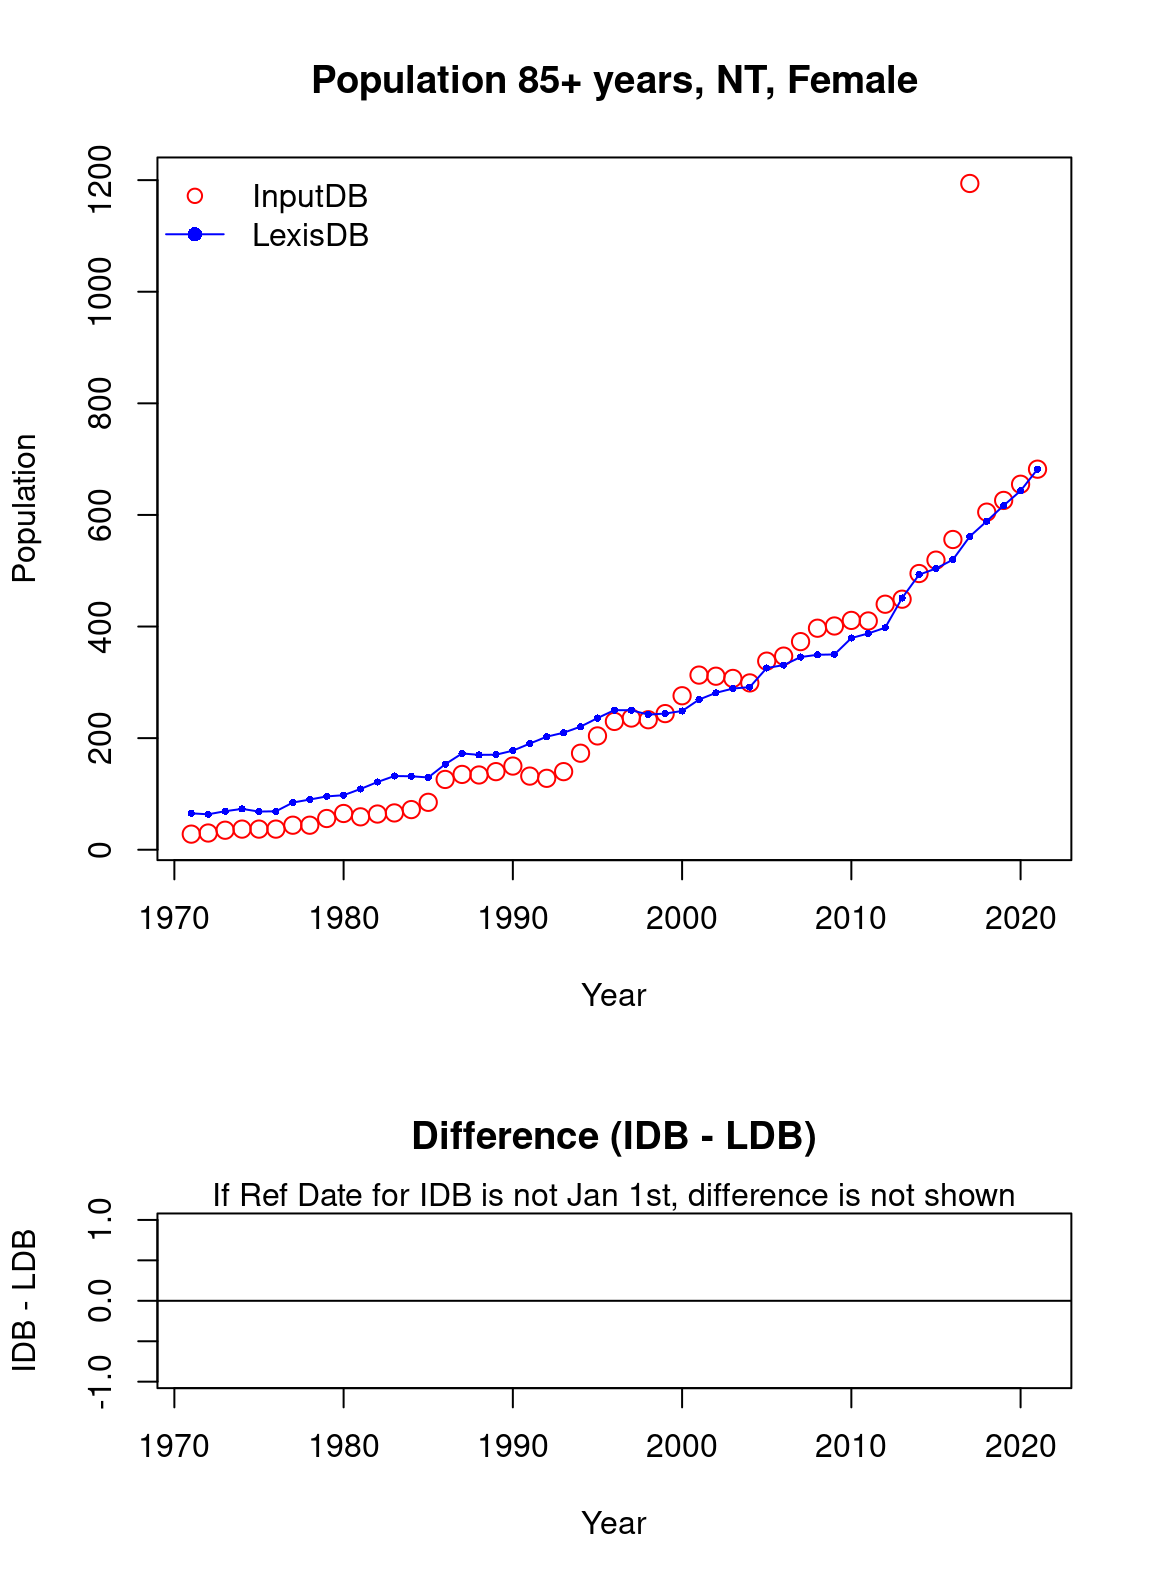 Population 85+ years, NT, Female
InputDB
LexisDB
Population
0
200
400
600
800
1000
1200
1970 1980 1990 2000 2010 2020
Year
Difference (IDB - LDB)
If Ref Date for IDB is not Jan 1st, difference is not shown
IDB - LDB
-1.0
0.0
1.0
1970 1980 1990 2000 2010 2020
Year